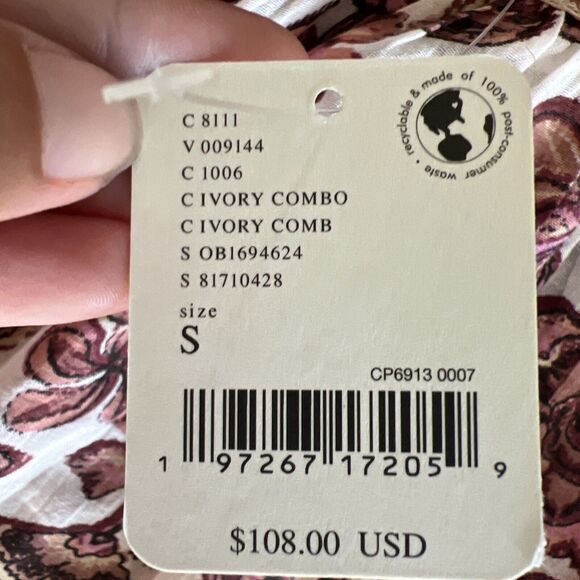 C 8111
V 009144
C 1006
C IVORY COMBO
C IVORY COMB
S OB1694624
S 81710428
size
S
recyclable & made of 100% post-consumer waste •
CP6913 0007
1 97267 17205 9
$108.00 USD